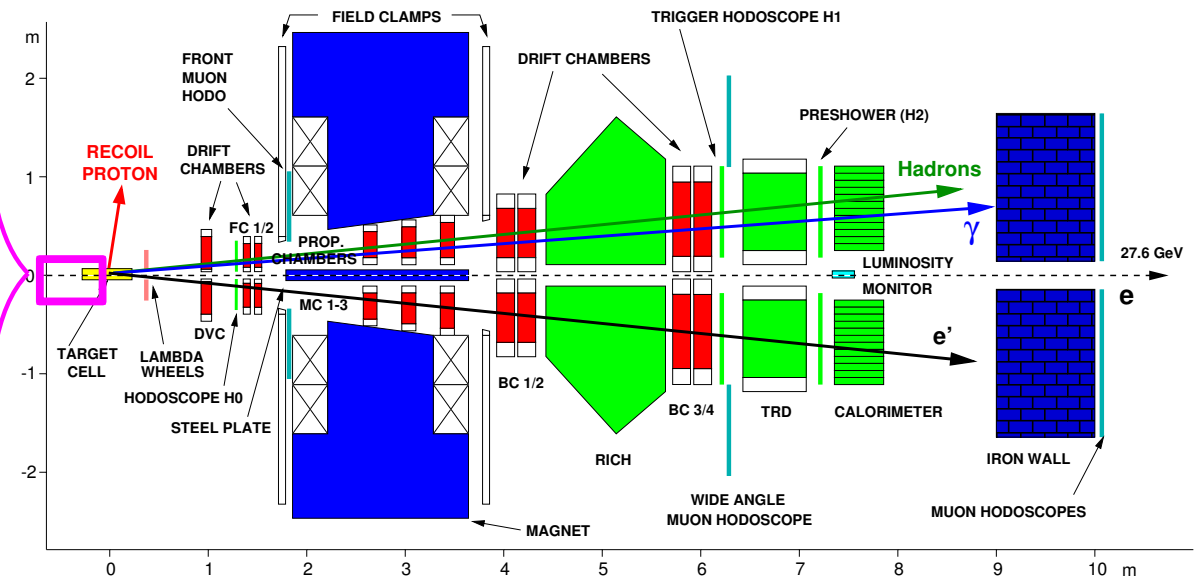 FIELD CLAMPS
TRIGGER HODOSCOPE H1
m
FRONT
MUON
HODO
DRIFT CHAMBERS
2
PRESHOWER (H2)
RECOIL
PROTON
DRIFT
CHAMBERS
1
Hadrons
FC 1/2
γ
PROP.
CHAMBERS
27.6 GeV
0
LUMINOSITY
MONITOR
e
MC 1-3
DVC
e'
TARGET
CELL
LAMBDA
WHEELS
-1
BC 1/2
HODOSCOPE H0
BC 3/4
TRD
CALORIMETER
STEEL PLATE
RICH
IRON WALL
-2
WIDE ANGLE
MUON HODOSCOPE
MUON HODOSCOPES
MAGNET
0 1 2 3 4 5 6 7 8 9 10 m